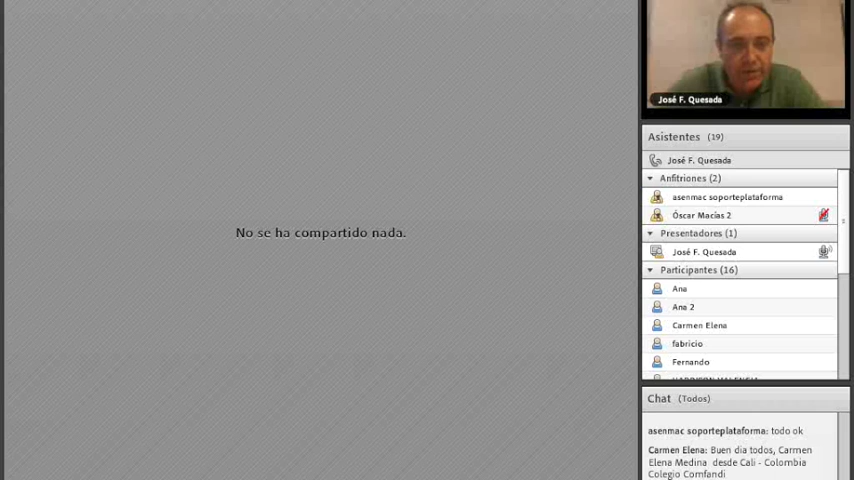 No se ha compartido nada.
José F. Quesada
Asistentes (19)
José F. Quesada
Anfitriones (2)
asenmac soporteplataforma
Óscar Macías 2
Presentadores (1)
José F. Quesada
Participantes (16)
Ana
Ana 2
Carmen Elena
fabricio
Fernando
Chat (Todos)
asenmac soporteplataforma: todo ok
Carmen Elena: Buen dia todos, Carmen
Elena Medina desde Cali - Colombia
Colegio Comfandi